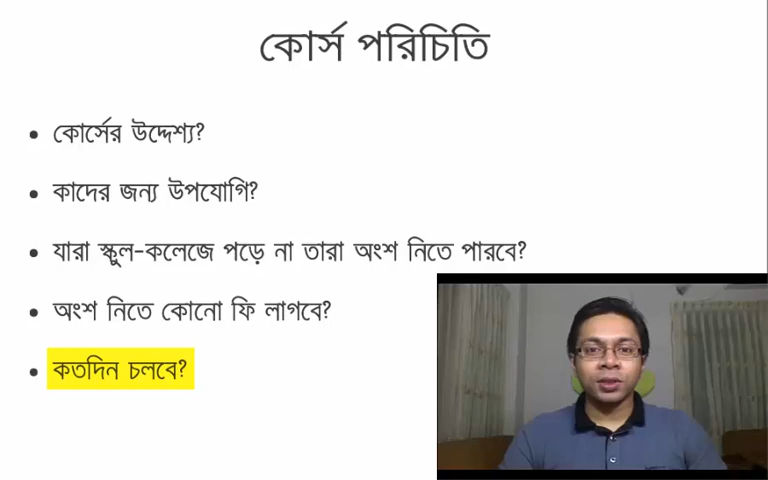 কোর্স পরিচিতি
• কোর্সের উদ্দেশ্য?
• কাদের জন্য উপযোগি?
• যারা স্কুল-কলেজে পড়ে না তারা অংশ নিতে পারবে?
• অংশ নিতে কোনো ফি লাগবে?
• কতদিন চলবে?